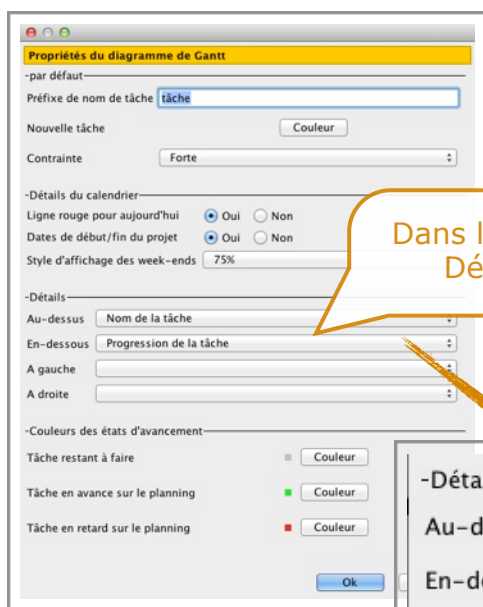 Propriétés du diagramme de Gantt
-par défaut
Préfixe de nom de tâche tâche
Nouvelle tâche Couleur
Contrainte Forte
-Détails du calendrier
Ligne rouge pour aujourd'hui Oui Non
Dates de début/fin du projet Oui Non
Style d'affichage des week-ends 75%
Dans l
Dé
-Détails
Au-dessus Nom de la tâche
En-dessous Progression de la tâche
A gauche
A droite
-Couleurs des états d'avancement
Tâche restant à faire Couleur
Tâche en avance sur le planning Couleur
Tâche en retard sur le planning Couleur
Ok
-Déta
Au-d
En-de